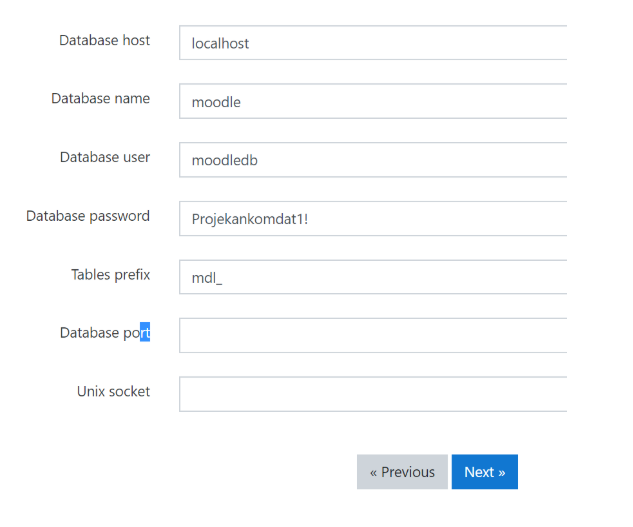 Database host localhost
Database name moodle
Database user moodledb
Database password Projekankomdat1!
Tables prefix mdl_
Database port
Unix socket
« Previous Next »